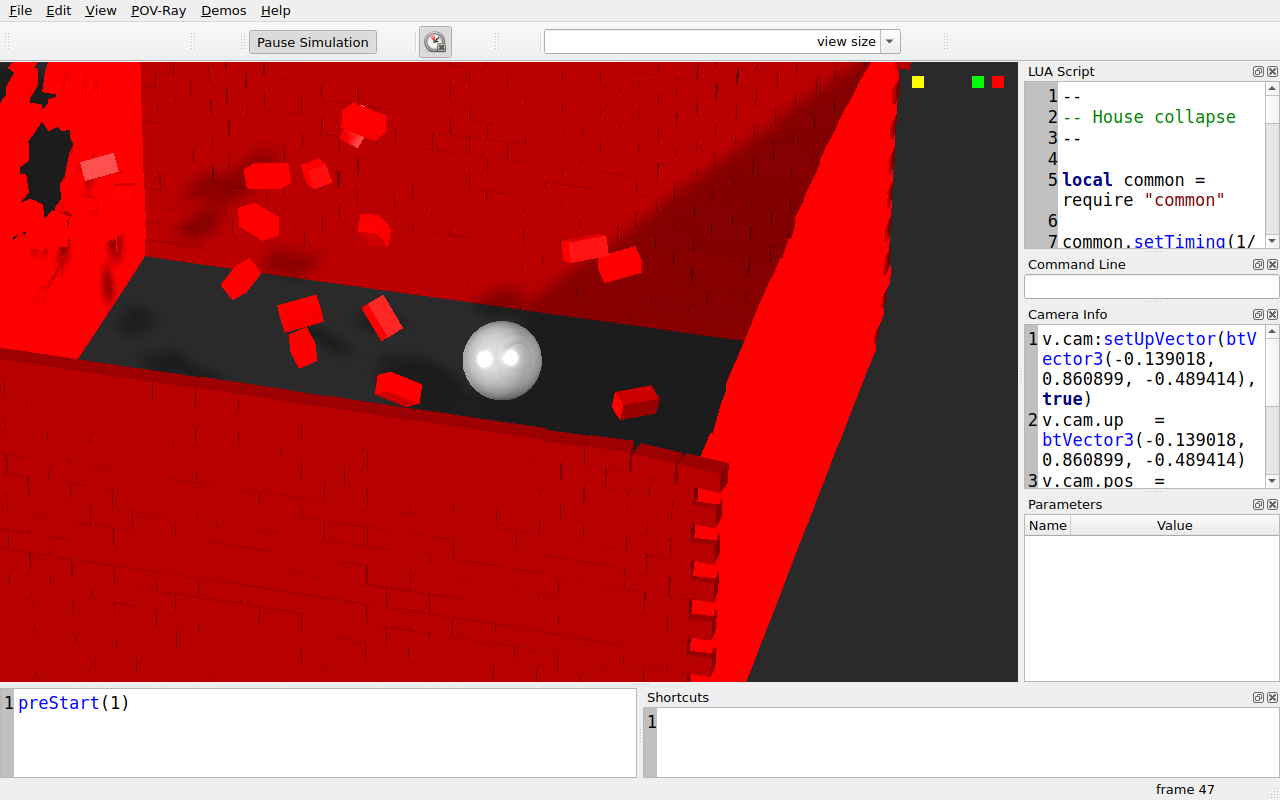 File Edit View POV-Ray Demos Help
Pause Simulation
view size
LUA Script
1 --
2 -- House collapse
3 --
4
5 local common =
require "common"
6
7 common.setTiming(1/
Command Line
Camera Info
1 v.cam:setUpVector(btV
ector3(-0.139018,
0.860899, -0.489414),
true)
2 v.cam.up   =
btVector3(-0.139018,
0.860899, -0.489414)
3 v.cam.pos  =
Parameters
Name Value
1 preStart(1)
Shortcuts
1
frame 47